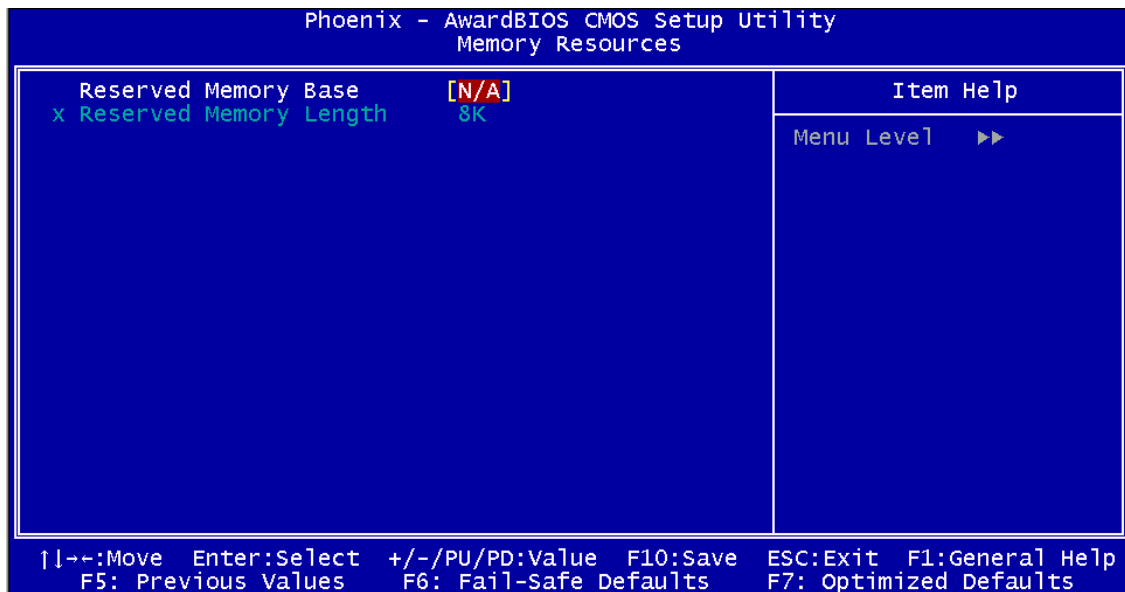 Phoenix - AwardBIOS CMOS Setup Utility
Memory Resources
Reserved Memory Base [N/A]
x Reserved Memory Length 8K
Item Help
Menu Level ▶▶
↑↓→←:Move Enter:Select +/-/PU/PD:Value F10:Save ESC:Exit F1:General Help
F5: Previous Values F6: Fail-Safe Defaults F7: Optimized Defaults